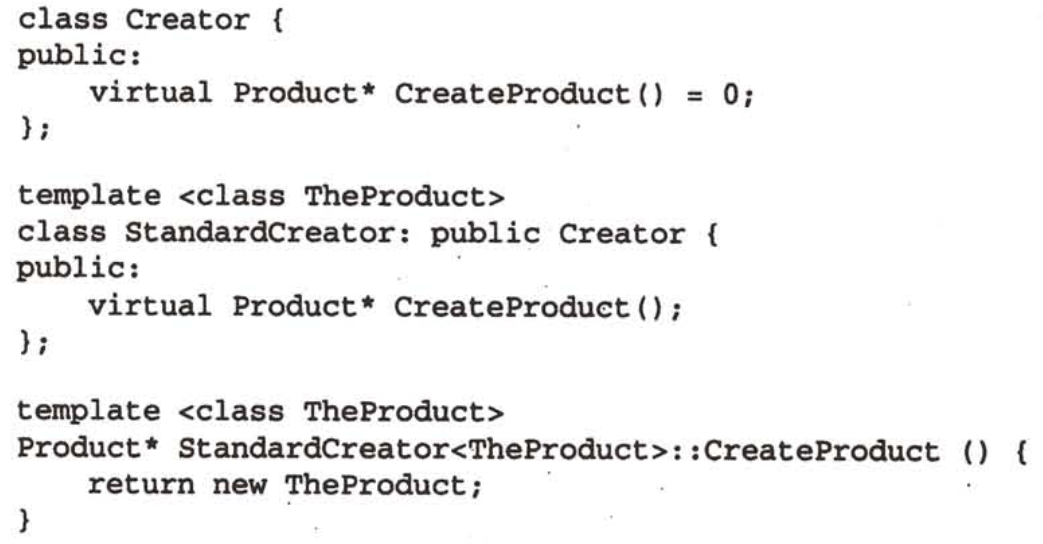 class Creator {
public:
    virtual Product* CreateProduct() = 0;
};

template <class TheProduct>
class StandardCreator: public Creator {
public:
    virtual Product* CreateProduct();
};

template <class TheProduct>
Product* StandardCreator<TheProduct>::CreateProduct () {
    return new TheProduct;
}